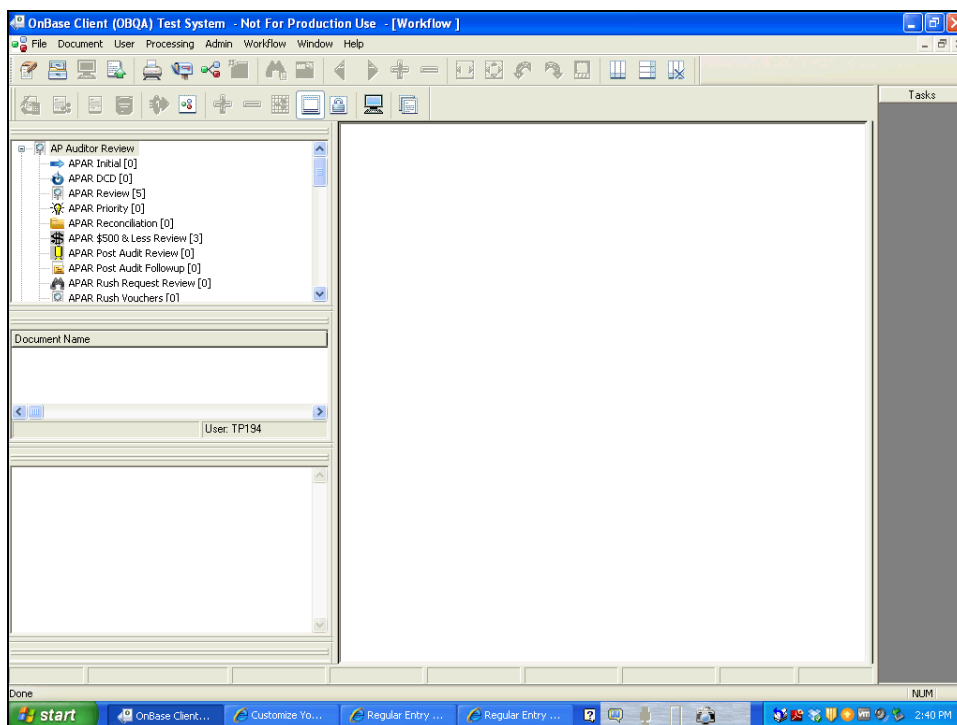 OnBase Client (OBQA) Test System - Not For Production Use - [Workflow ]
File Document User Processing Admin Workflow Window Help
Tasks
AP Auditor Review
APAR Initial [0]
APAR DCD [0]
APAR Review [5]
APAR Priority [0]
APAR Reconciliation [0]
APAR $500 & Less Review [3]
APAR Post Audit Review [0]
APAR Post Audit Followup [0]
APAR Rush Request Review [0]
APAR Rush Vouchers [0]
Document Name
User: TP194
Done NUM
start OnBase Client... Customize Yo... Regular Entry ... Regular Entry ... 2:40 PM